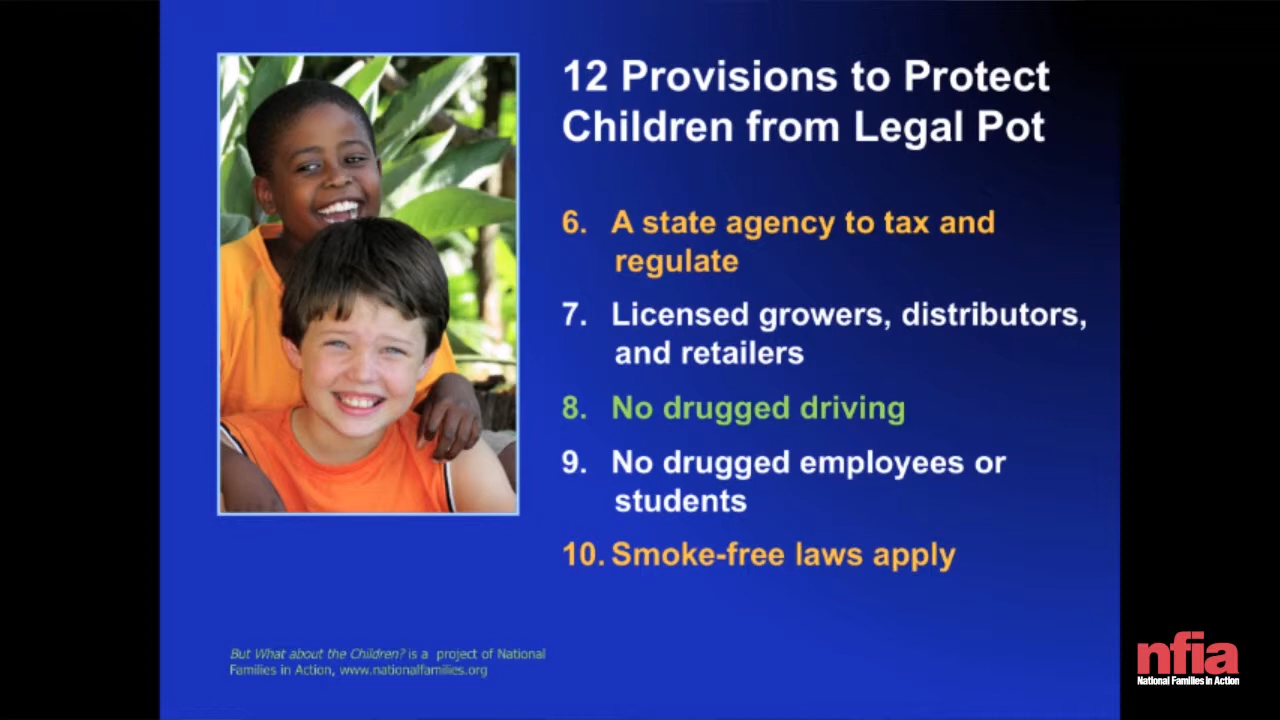 12 Provisions to Protect
Children from Legal Pot
6. A state agency to tax and
regulate
7. Licensed growers, distributors,
and retailers
8. No drugged driving
9. No drugged employees or
students
10. Smoke-free laws apply
But What about the Children? is a project of National
Families in Action, www.nationalfamilies.org
nfia
National Families in Action